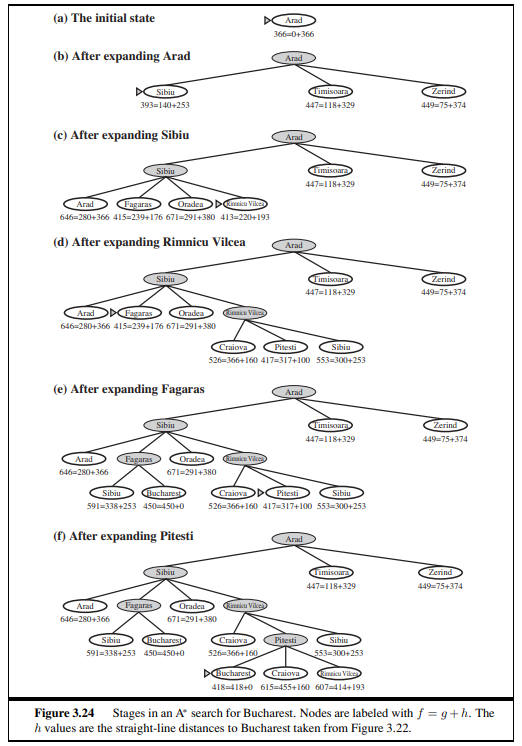 (a) The initial state
Arad
366=0+366
(b) After expanding Arad
Arad
Sibiu Timisoara Zerind
393=140+253 447=118+329 449=75+374
(c) After expanding Sibiu
Arad
Sibiu Timisoara Zerind
447=118+329 449=75+374
Arad Fagaras Oradea Rimnicu Vilcea
646=280+366 415=239+176 671=291+380 413=220+193
(d) After expanding Rimnicu Vilcea
Arad
Sibiu Timisoara Zerind
447=118+329 449=75+374
Arad Fagaras Oradea Rimnicu Vilcea
646=280+366 415=239+176 671=291+380
Craiova Pitesti Sibiu
526=366+160 417=317+100 553=300+253
(e) After expanding Fagaras
Arad
Sibiu Timisoara Zerind
447=118+329 449=75+374
Arad Fagaras Oradea Rimnicu Vilcea
646=280+366 671=291+380
Sibiu Bucharest Craiova Pitesti Sibiu
591=338+253 450=450+0 526=366+160 417=317+100 553=300+253
(f) After expanding Pitesti
Arad
Sibiu Timisoara Zerind
447=118+329 449=75+374
Arad Fagaras Oradea Rimnicu Vilcea
646=280+366 671=291+380
Sibiu Bucharest Craiova Pitesti Sibiu
591=338+253 450=450+0 526=366+160 553=300+253
Bucharest Craiova Rimnicu Vilcea
418=418+0 615=455+160 607=414+193
Figure 3.24 Stages in an A* search for Bucharest. Nodes are labeled with f = g + h. The
h values are the straight-line distances to Bucharest taken from Figure 3.22.